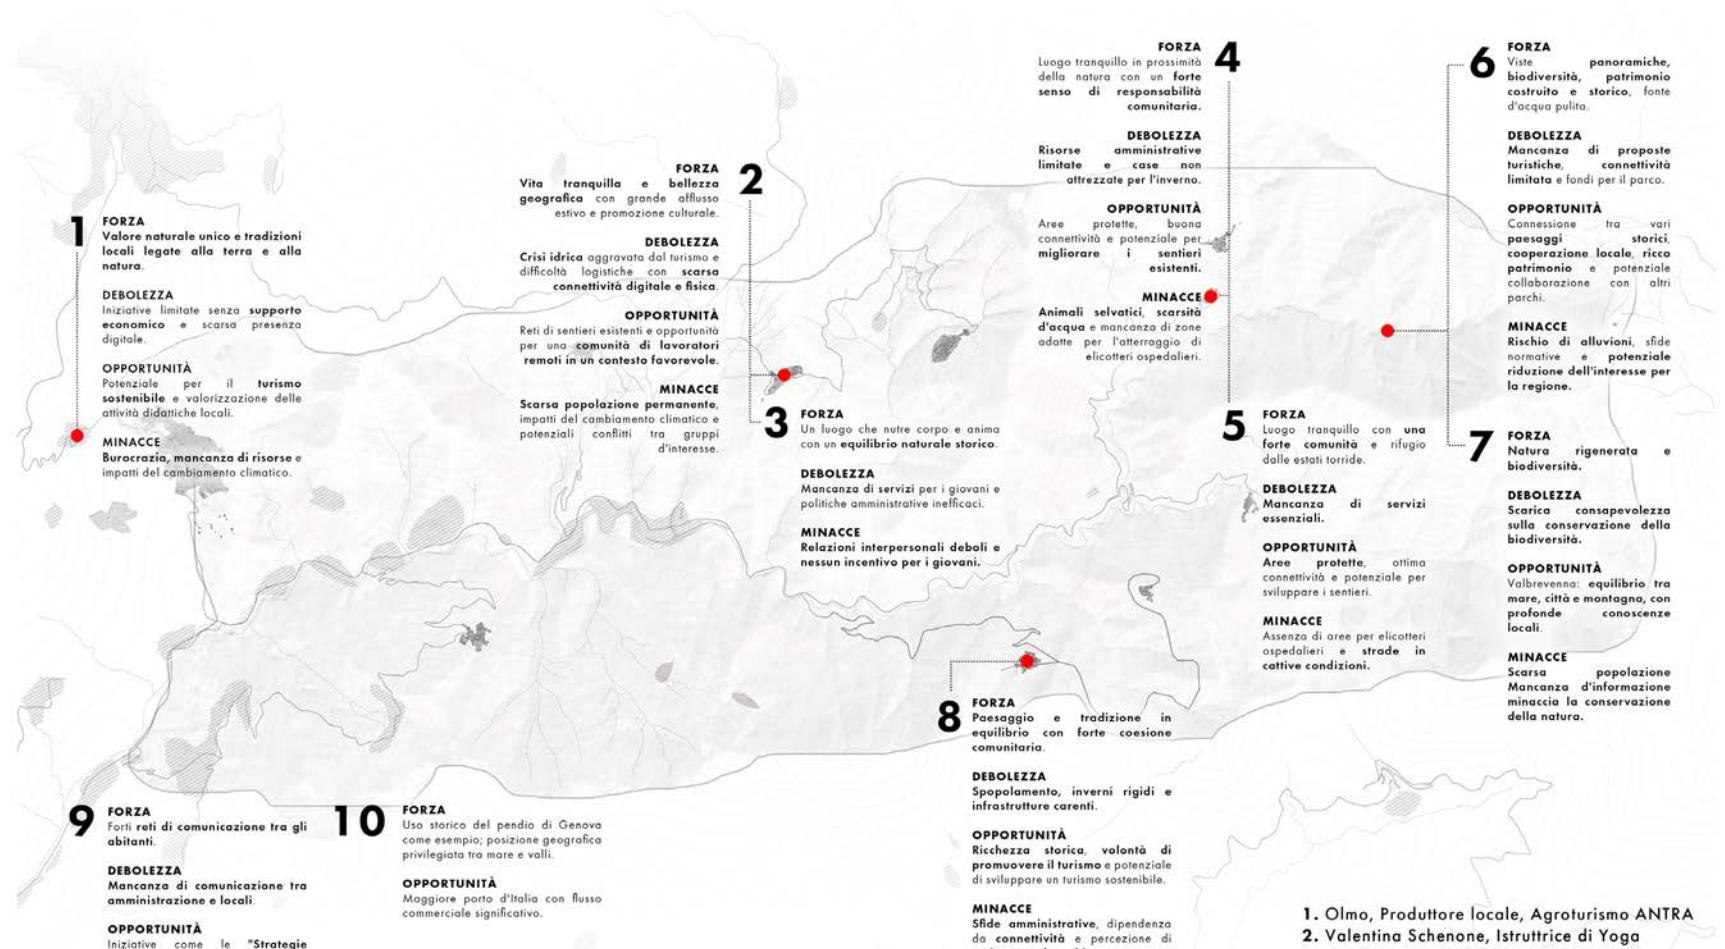 1
FORZA
Valore naturale unico e tradizioni
locali legate alla terra e alla
natura.
DEBOLEZZA
Iniziative limitate senza supporto
economico e scarsa presenza
digitale.
OPPORTUNITÀ
Potenziale per il turismo
sostenibile e valorizzazione delle
attività didattiche locali.
MINACCE
Burocrazia, mancanza di risorse e
impatti del cambiamento climatico.
2
FORZA
Vita tranquilla e bellezza
geografica con grande afflusso
estivo e promozione culturale.
DEBOLEZZA
Crisi idrica aggravata dal turismo e
difficoltà logistiche con scarsa
connettività digitale e fisica.
OPPORTUNITÀ
Reti di sentieri esistenti e opportunità
per una comunità di lavoratori
remoti in un contesto favorevole.
MINACCE
Scarsa popolazione permanente,
impatti del cambiamento climatico e
potenziali conflitti tra gruppi
d'interesse.
3
FORZA
Un luogo che nutre corpo e anima
con un equilibrio naturale storico.
DEBOLEZZA
Mancanza di servizi per i giovani e
politiche amministrative inefficaci.
MINACCE
Relazioni interpersonali deboli e
nessun incentivo per i giovani.
4
FORZA
Luogo tranquillo in prossimità
della natura con un forte
senso di responsabilità
comunitaria.
DEBOLEZZA
Risorse amministrative
limitate e case non
attrezzate per l'inverno.
OPPORTUNITÀ
Aree protette, buona
connettività e potenziale per
migliorare i sentieri
esistenti.
MINACCE
Animali selvatici, scarsità
d'acqua e mancanza di zone
adatte per l'atterraggio di
elicotteri ospedalieri.
5
FORZA
Luogo tranquillo con una
forte comunità e rifugio
dalle estati torride.
DEBOLEZZA
Mancanza di servizi
essenziali.
OPPORTUNITÀ
Aree protette, ottima
connettività e potenziale per
sviluppare i sentieri.
MINACCE
Assenza di aree per elicotteri
ospedalieri e strade in
cattive condizioni.
6
FORZA
Viste panoramiche,
biodiversità, patrimonio
costruito e storico, fonte
d'acqua pulita.
DEBOLEZZA
Mancanza di proposte
turistiche, connettività
limitata e fondi per il parco.
OPPORTUNITÀ
Connessione tra vari
paesaggi storici,
cooperazione locale, ricco
patrimonio e potenziale
collaborazione con altri
parchi.
MINACCE
Rischio di alluvioni, sfide
normative e potenziale
riduzione dell'interesse per
la regione.
7
FORZA
Natura rigenerata e
biodiversità.
DEBOLEZZA
Scarica consapevolezza
sulla conservazione della
biodiversità.
OPPORTUNITÀ
Valbrevenna: equilibrio tra
mare, città e montagna, con
profonde conoscenze
locali.
MINACCE
Scarsa popolazione
Mancanza d'informazione
minaccia la conservazione
della natura.
8
FORZA
Paesaggio e tradizione in
equilibrio con forte coesione
comunitaria.
DEBOLEZZA
Spopolamento, inverni rigidi e
infrastrutture carenti.
OPPORTUNITÀ
Ricchezza storica, volontà di
promuovere il turismo e potenziale
di sviluppare un turismo sostenibile.
MINACCE
Sfide amministrative, dipendenza
da connettività e percezione di
9
FORZA
Forti reti di comunicazione tra gli
abitanti.
DEBOLEZZA
Mancanza di comunicazione tra
amministrazione e locali.
OPPORTUNITÀ
Iniziative come le "Strategie
10
FORZA
Uso storico del pendio di Genova
come esempio; posizione geografica
privilegiata tra mare e valli.
OPPORTUNITÀ
Maggiore porto d'Italia con flusso
commerciale significativo.
1. Olmo, Produttore locale, Agroturismo ANTRA
2. Valentina Schenone, Istruttrice di Yoga